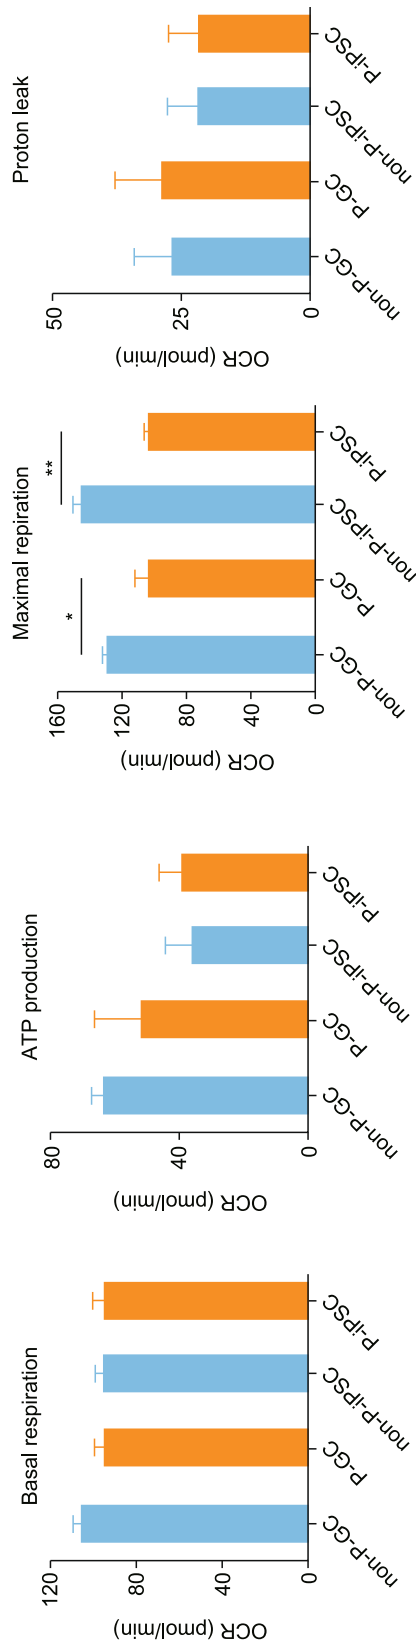 Basal respiration
OCR (pmol/min)
120
80
40
0
non-P-GC
P-GC
non-P-iPSC
P-iPSC
ATP production
OCR (pmol/min)
80
40
0
non-P-GC
P-GC
non-P-iPSC
P-iPSC
Maximal repiration
OCR (pmol/min)
160
120
80
40
0
*
**
non-P-GC
P-GC
non-P-iPSC
P-iPSC
Proton leak
OCR (pmol/min)
50
25
0
non-P-GC
P-GC
non-P-iPSC
P-iPSC